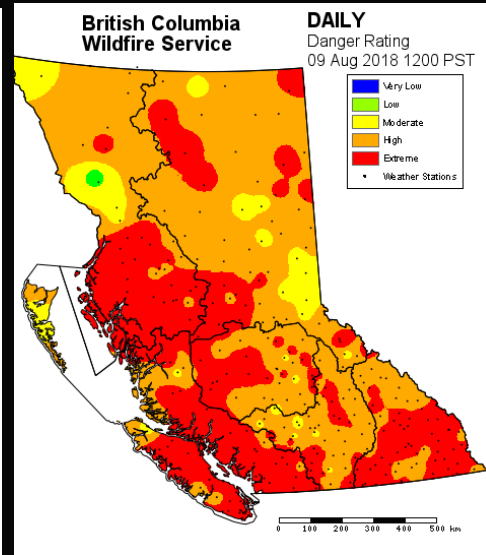 British Columbia
Wildfire Service
DAILY
Danger Rating
09 Aug 2018 1200 PST
Very Low
Low
Moderate
High
Extreme
Weather Stations
0 100 200 300 400 500 km